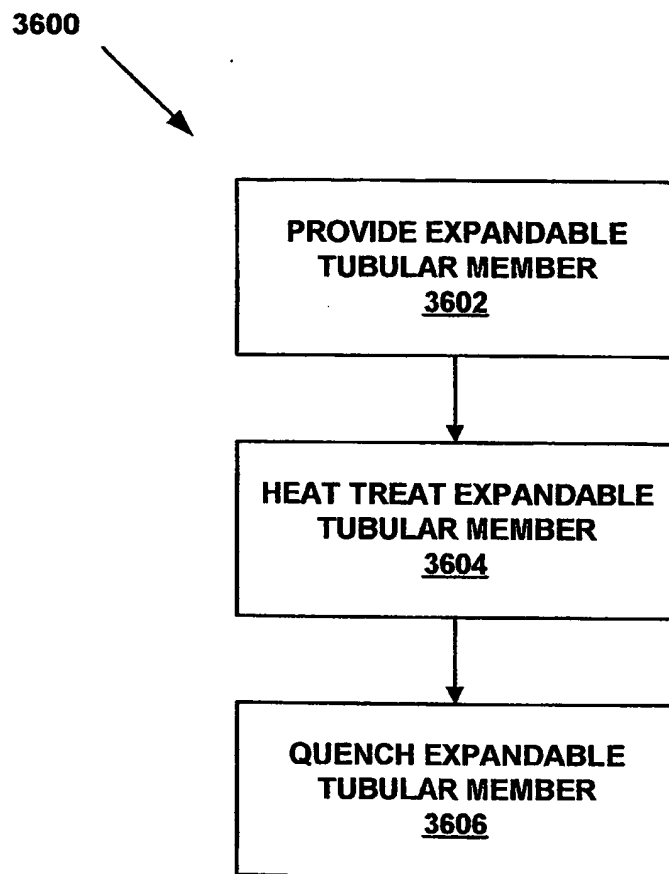 3600
PROVIDE EXPANDABLE
TUBULAR MEMBER
3602
HEAT TREAT EXPANDABLE
TUBULAR MEMBER
3604
QUENCH EXPANDABLE
TUBULAR MEMBER
3606